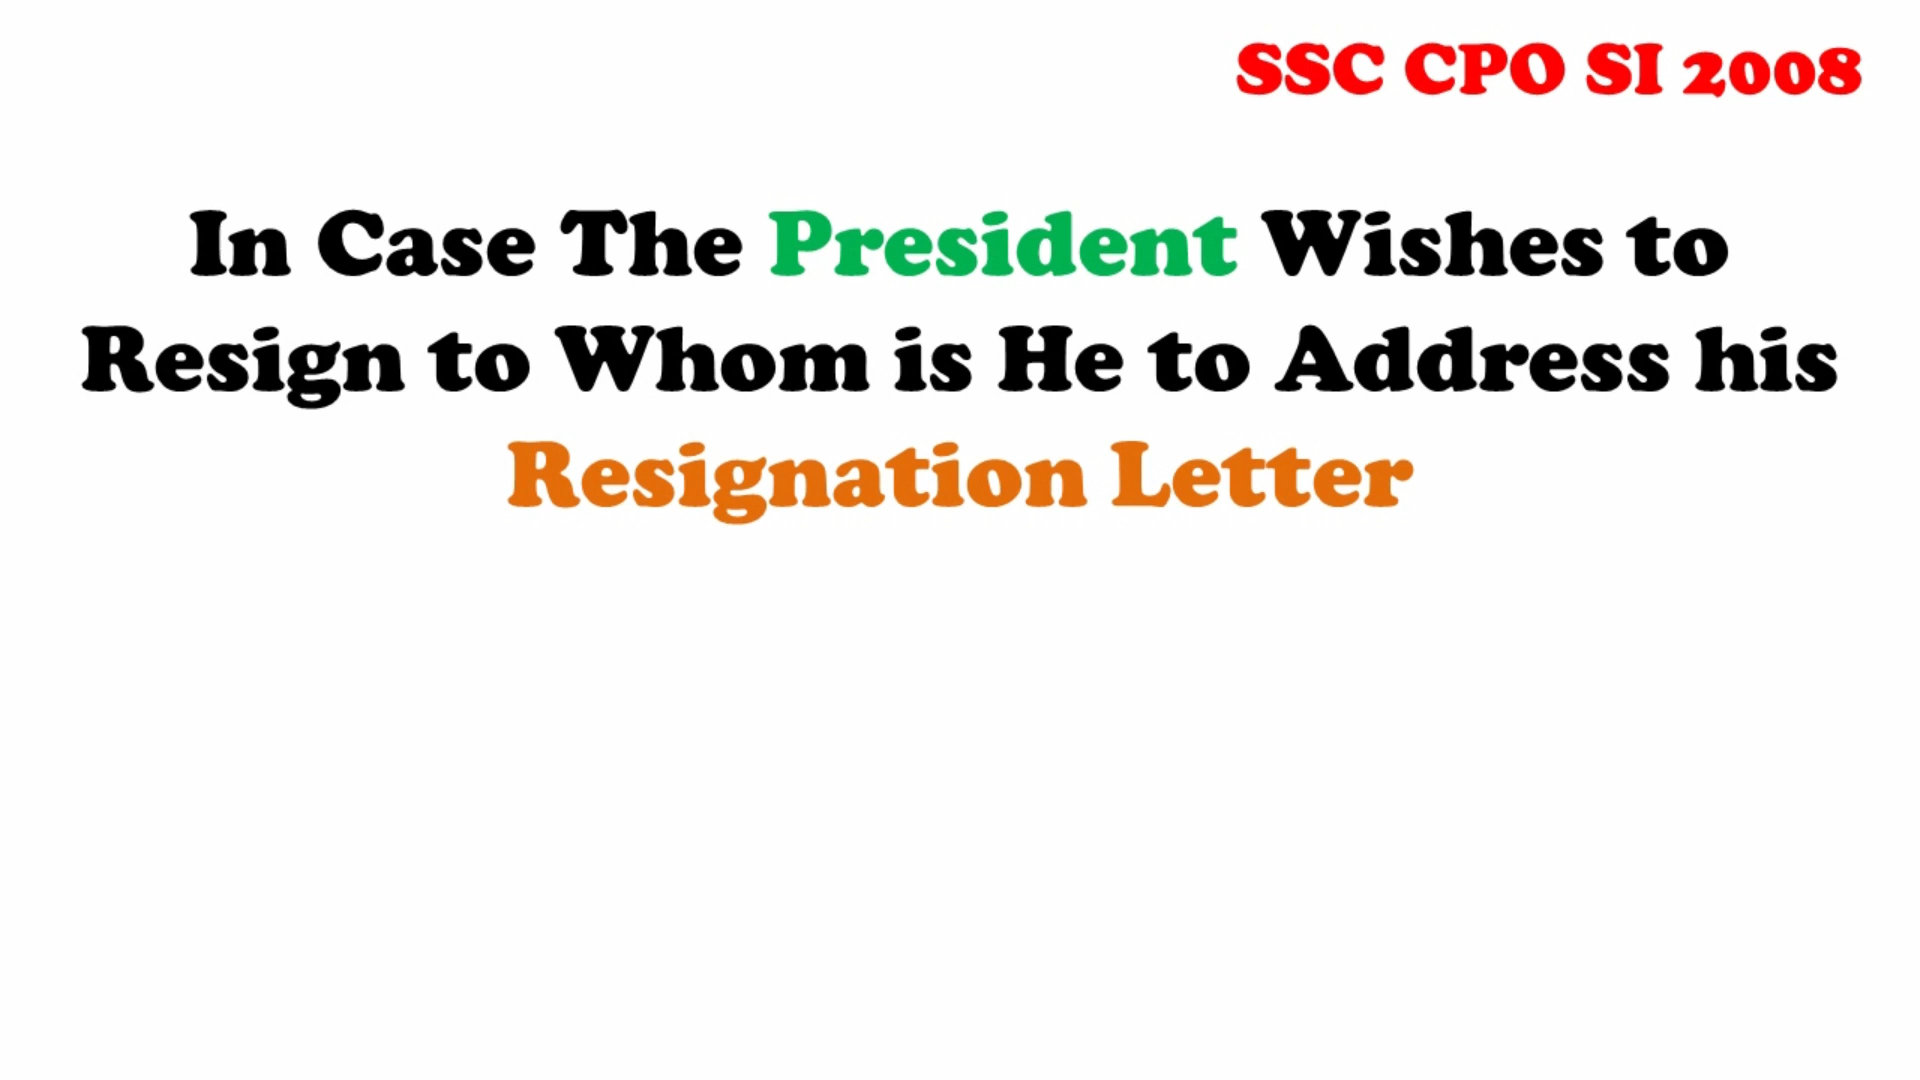 SSC CPO SI 2008
In Case The President Wishes to
Resign to Whom is He to Address his
Resignation Letter